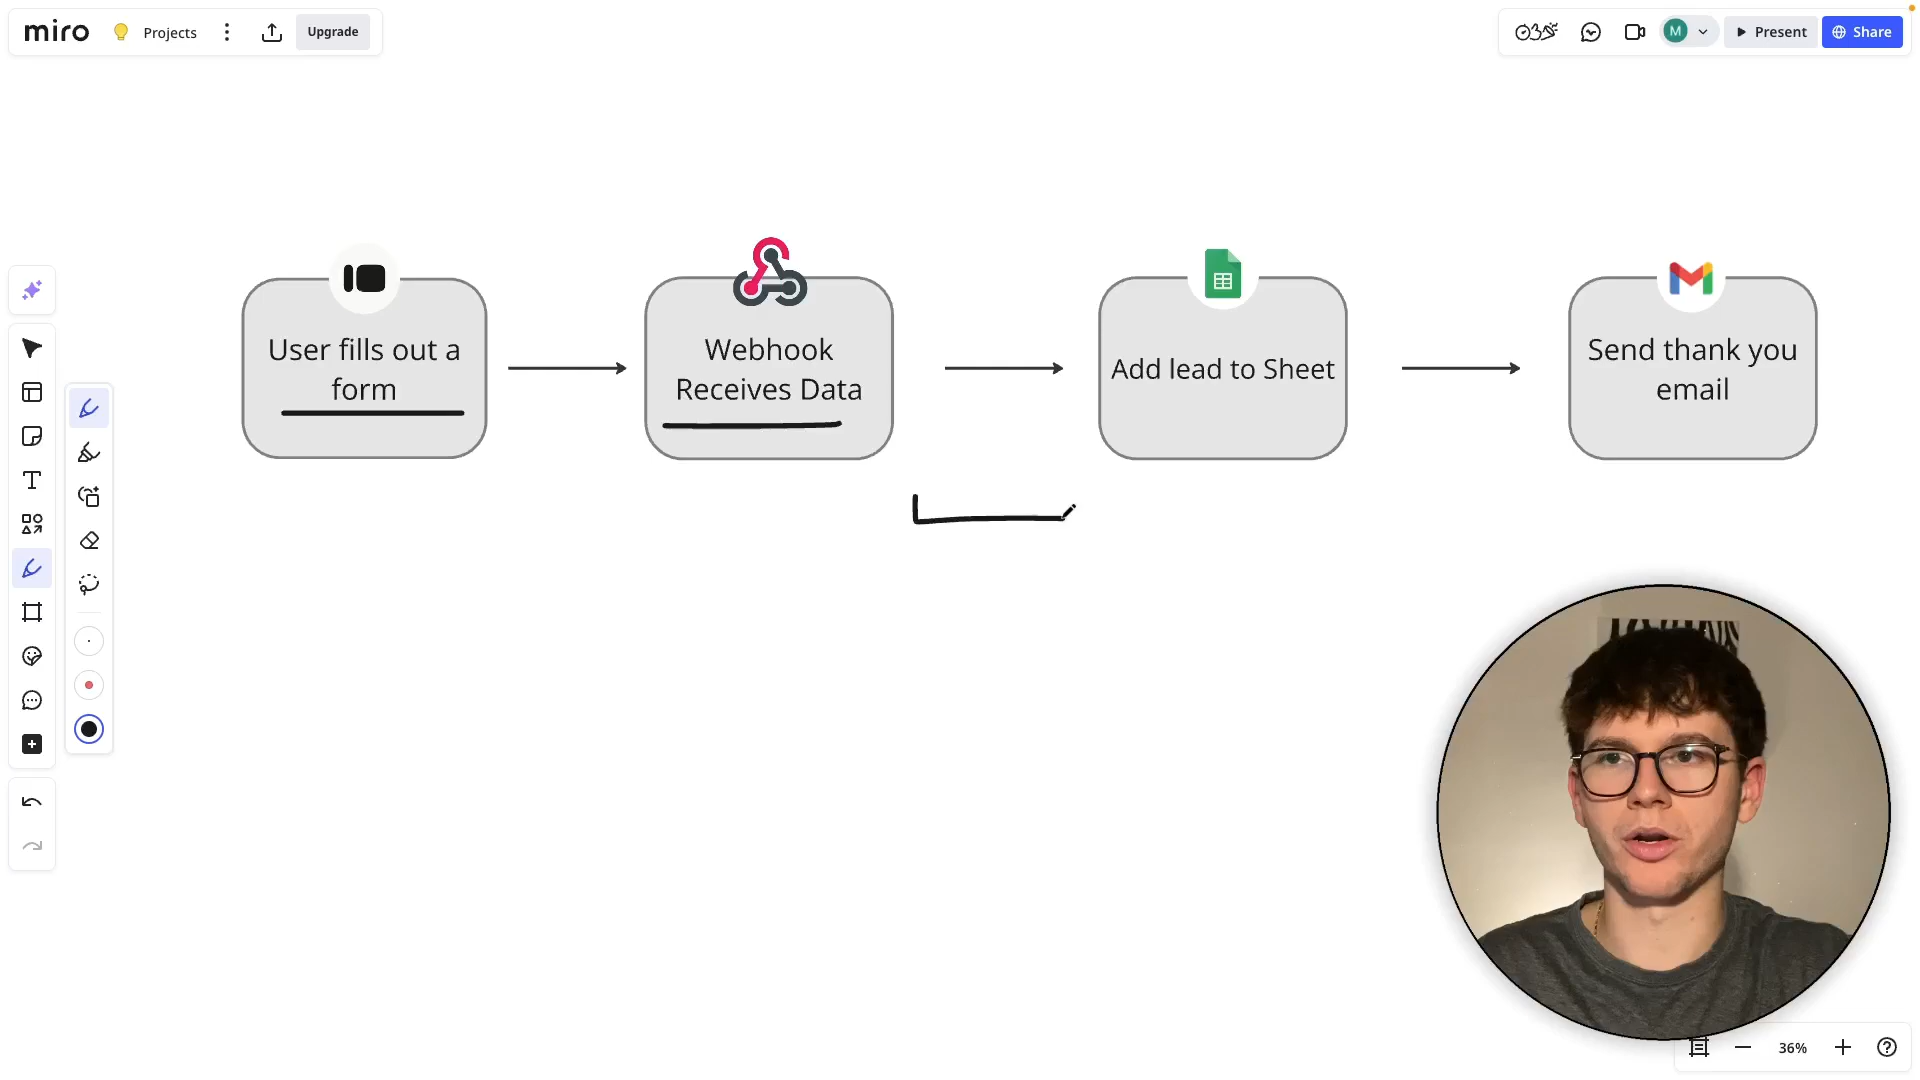 miro
Projects
Upgrade
M
Present
Share
User fills out a
form
Webhook
Receives Data
Add lead to Sheet
Send thank you
email
36%